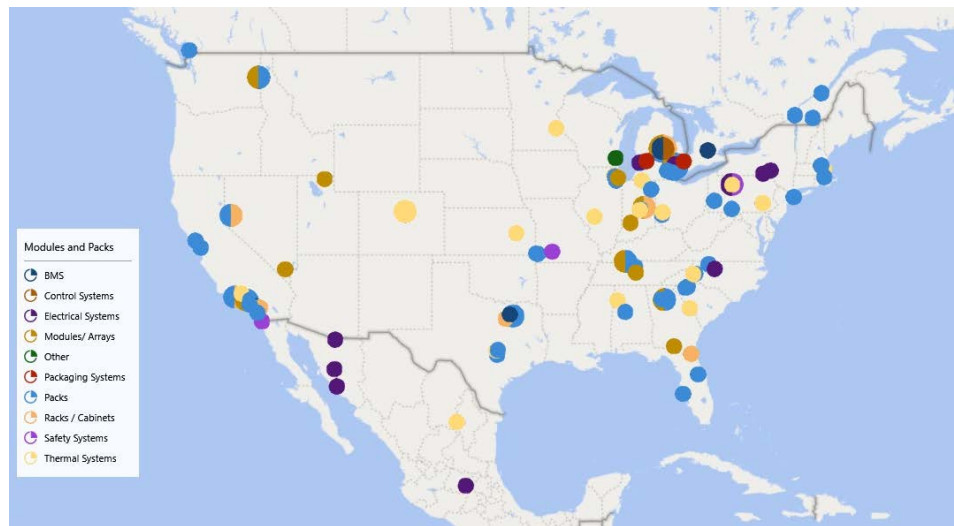 Modules and Packs
BMS
Control Systems
Electrical Systems
Modules/ Arrays
Other
Packaging Systems
Packs
Racks / Cabinets
Safety Systems
Thermal Systems